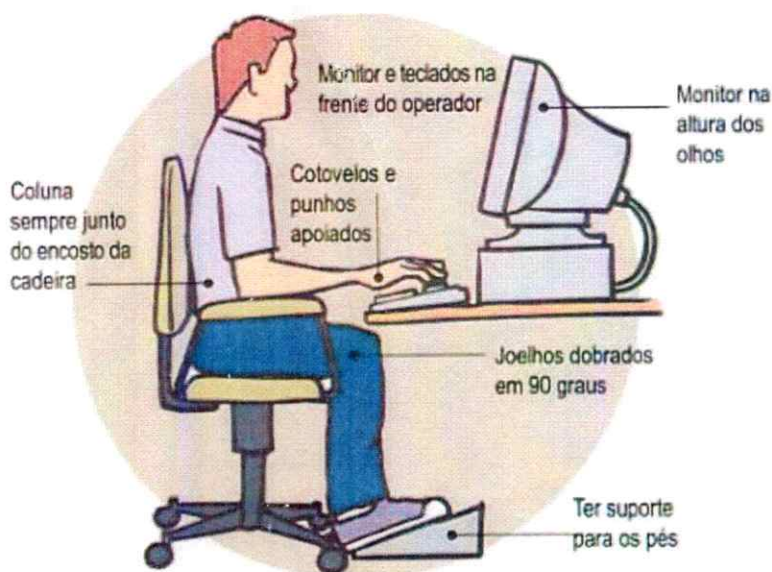 Monitor e teclados na
frente do operador
Monitor na
altura dos
olhos
Cotovelos e
punhos
apoiados
Coluna
sempre junto
do encosto da
cadeira
Joelhos dobrados
em 90 graus
Ter suporte
para os pés